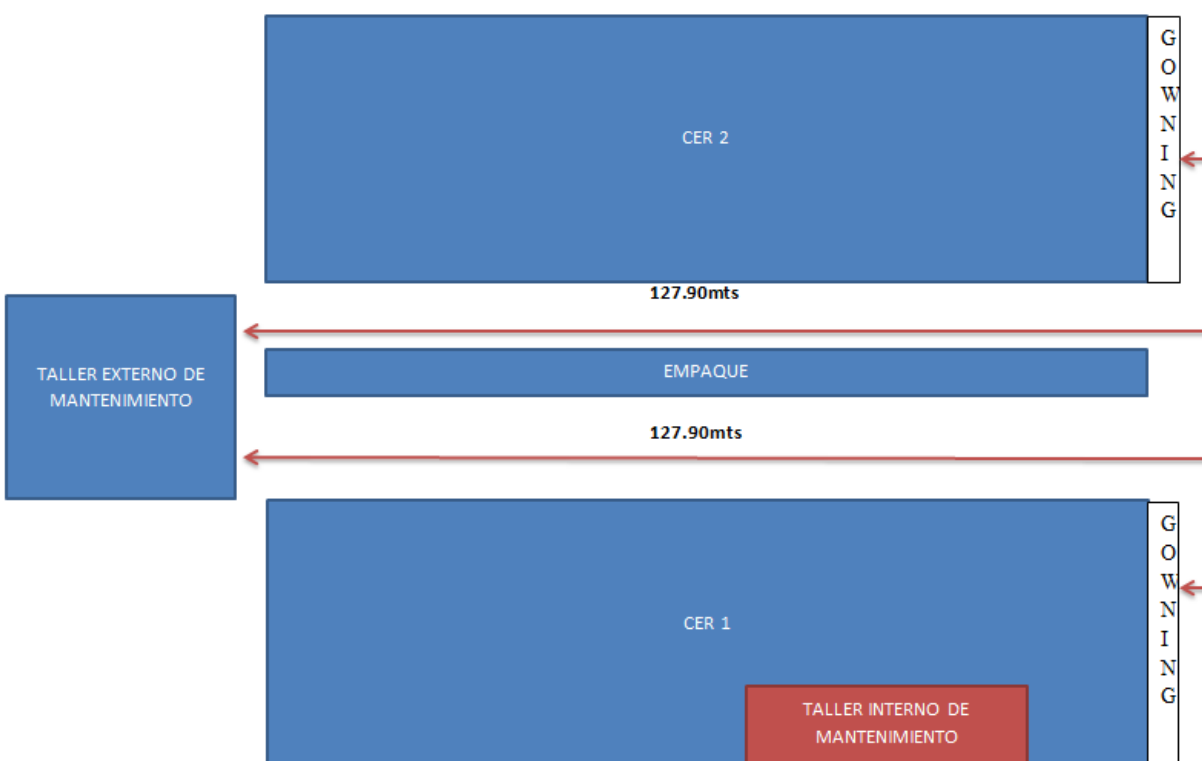 CER 2
G
O
W
N
I
N
G
127.90mts
TALLER EXTERNO DE
MANTENIMIENTO
EMPAQUE
127.90mts
CER 1
G
O
W
N
I
N
G
TALLER INTERNO DE
MANTENIMIENTO